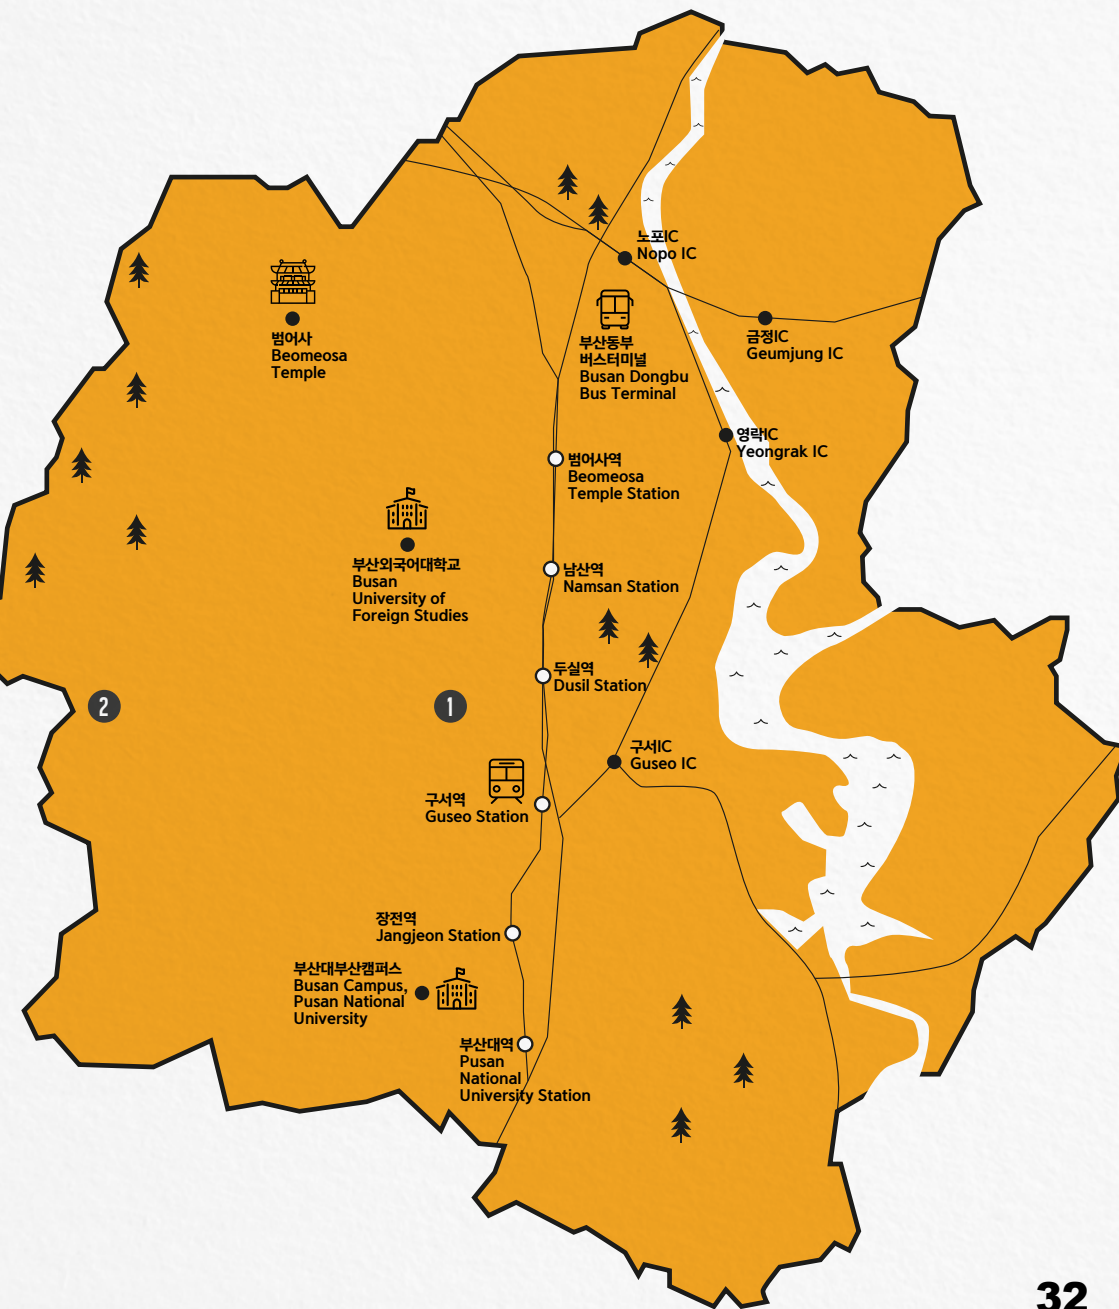 노포IC
Nopo IC
범어사
Beomeosa
Temple
부산동부
버스터미널
Busan Dongbu
Bus Terminal
금정IC
Geumjung IC
영락IC
Yeongrak IC
범어사역
Beomeosa
Temple Station
부산외국어대학교
Busan
University of
Foreign Studies
남산역
Namsan Station
두실역
Dusil Station
2
1
구서IC
Guseo IC
구서역
Guseo Station
장전역
Jangjeon Station
부산대부산캠퍼스
Busan Campus,
Pusan National
University
부산대역
Pusan
National
University Station
32